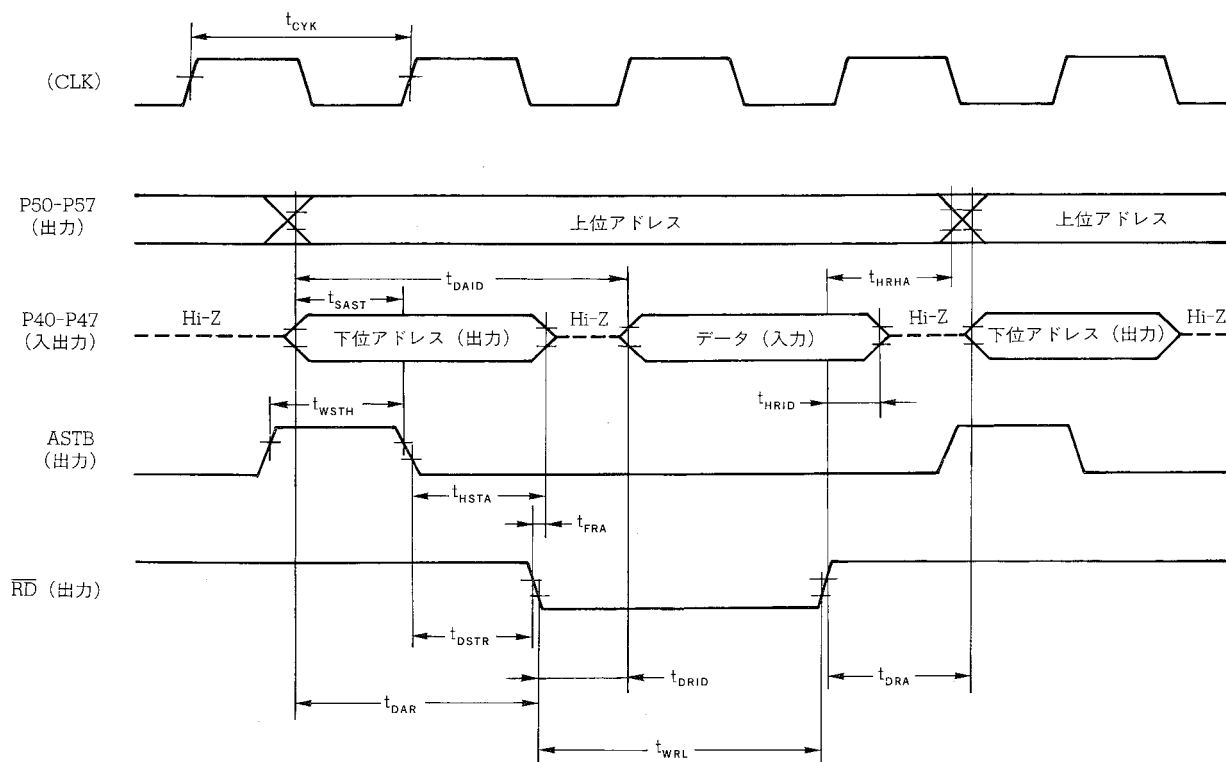 tCYK
(CLK)
P50-P57
(出力)
上位アドレス
上位アドレス
tDAID
tHRHA
tSAST
P40-P47
(入出力)
Hi-Z
下位アドレス（出力）
Hi-Z
データ（入力）
Hi-Z
下位アドレス（出力）
Hi-Z
tHRID
tWSTH
ASTB
(出力)
tHSTA
tFRA
RD (出力)
tDSTR
tDRID
tDRA
tDAR
tWRL